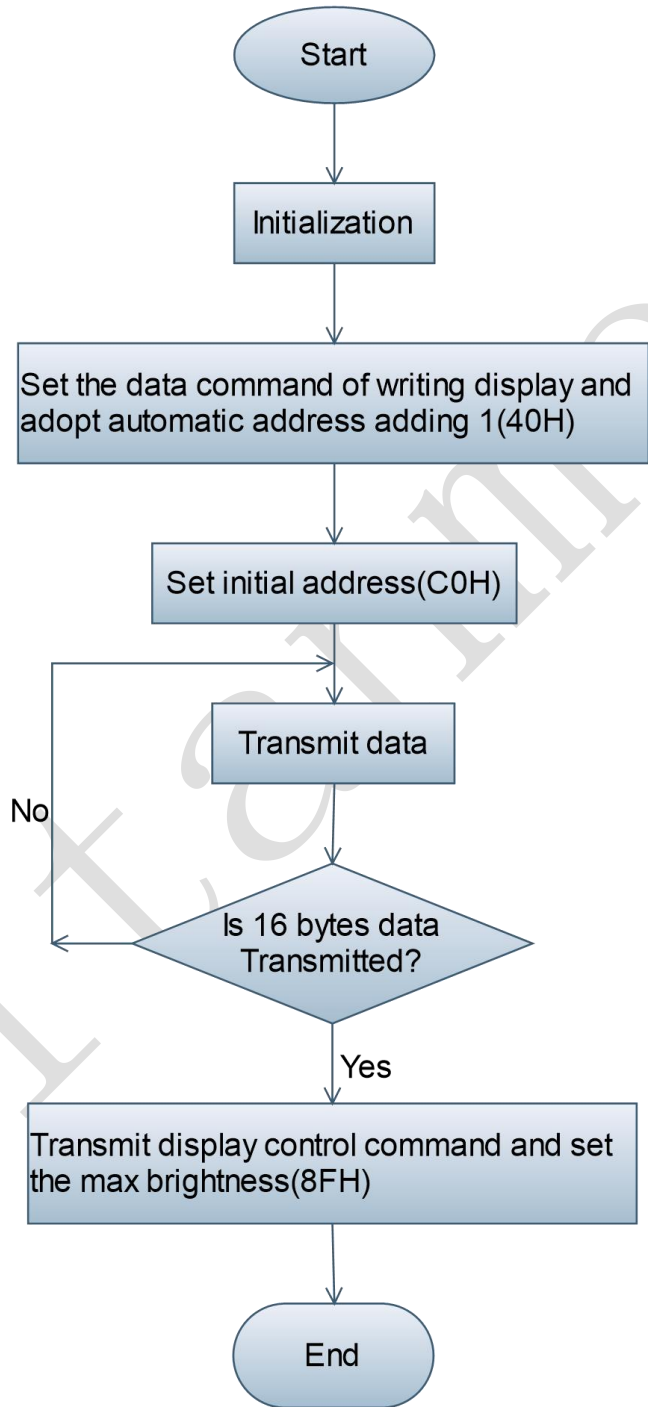 Start
Initialization
Set the data command of writing display and
adopt automatic address adding 1(40H)
Set initial address(C0H)
Transmit data
No
Is 16 bytes data
Transmitted?
Yes
Transmit display control command and set
the max brightness(8FH)
End